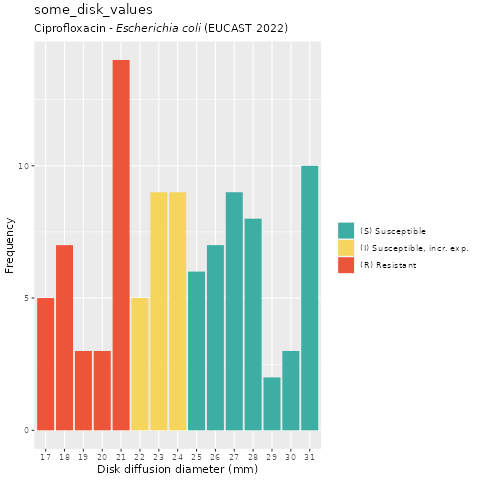 some_disk_values
Ciprofloxacin - Escherichia coli (EUCAST 2022)
Frequency
10
5
0
17 18 19 20 21 22 23 24 25 26 27 28 29 30 31
Disk diffusion diameter (mm)
(S) Susceptible
(I) Susceptible, incr. exp.
(R) Resistant